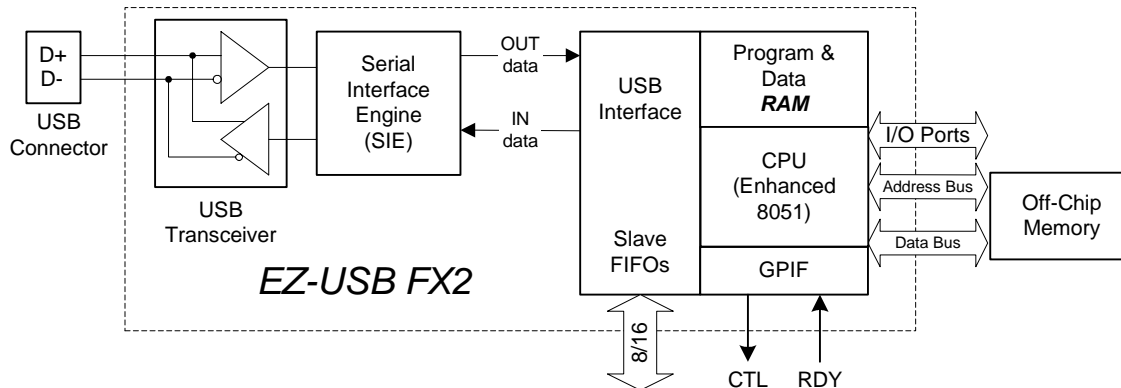 D+
D-
USB
Connector
USB
Transceiver
Serial
Interface
Engine
(SIE)
OUT
data
IN
data
USB
Interface
Slave
FIFOs
Program &
Data
RAM
CPU
(Enhanced
8051)
GPIF
I/O Ports
Address Bus
Data Bus
Off-Chip
Memory
EZ-USB FX2
8/16
CTL
RDY